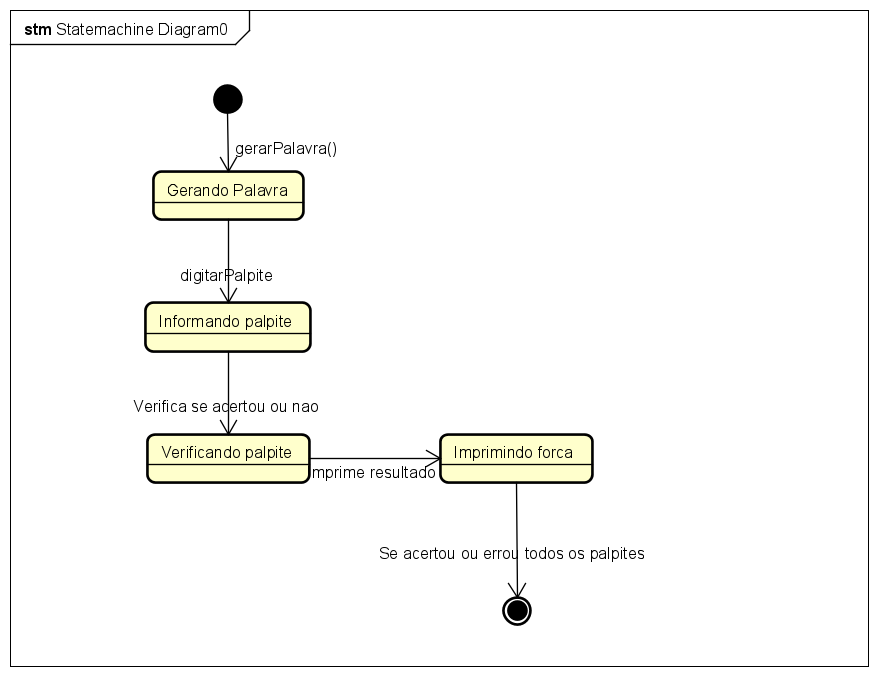 stm Statemachine Diagram0
gerarPalavra()
Gerando Palavra
digitarPalpite
Informando palpite
Verifica se acertou ou nao
Verificando palpite
Imprimindo forca
mprime resultado
Se acertou ou errou todos os palpites